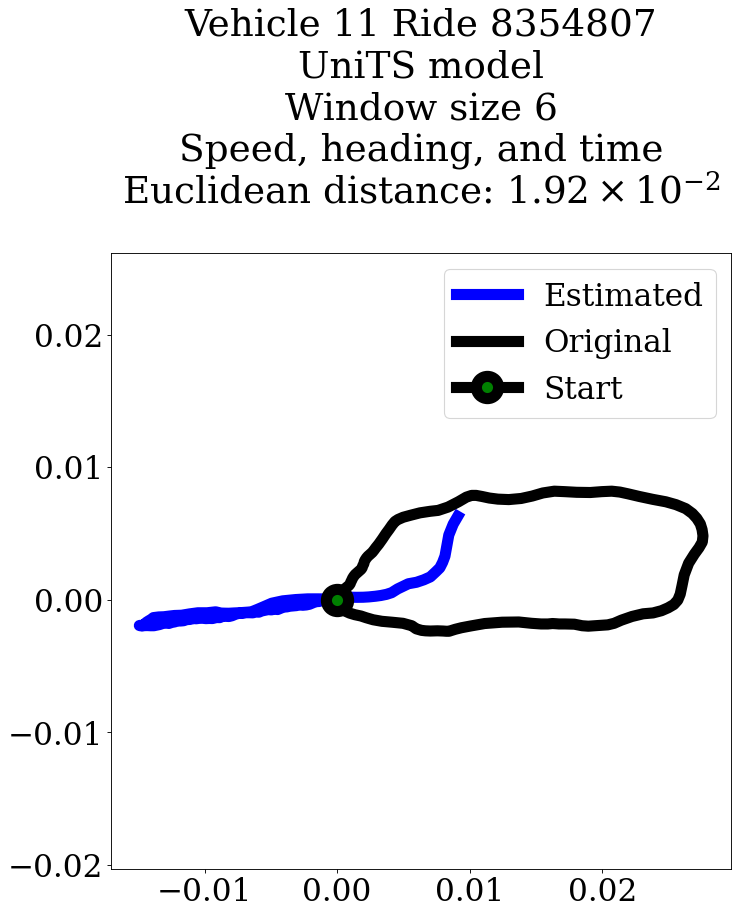 Vehicle 11 Ride 8354807
UniTS model
Window size 6
Speed, heading, and time
Euclidean distance: 1.92 × 10⁻²
Estimated
Original
Start
0.02
0.01
0.00
−0.01
−0.02
−0.01 0.00 0.01 0.02